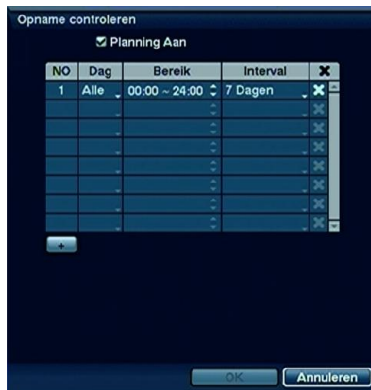 Opname controleren
Planning Aan
NO Dag Bereik Interval
1 Alle 00:00 ~ 24:00 7 Dagen
+
OK Annuleren